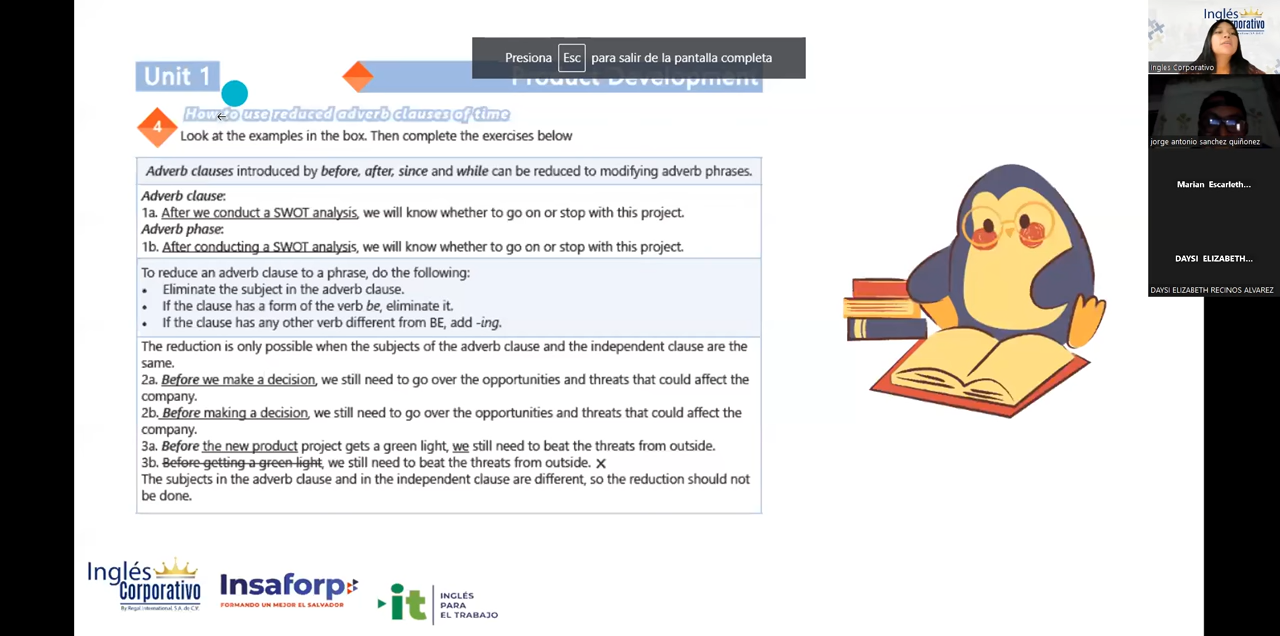 Presiona Esc para salir de la pantalla completa
Unit 1
Product Development
How to use reduced adverb clauses of time
4
Look at the examples in the box. Then complete the exercises below
Adverb clauses introduced by before, after, since and while can be reduced to modifying adverb phrases.
Adverb clause:
1a. After we conduct a SWOT analysis, we will know whether to go on or stop with this project.
Adverb phase:
1b. After conducting a SWOT analysis, we will know whether to go on or stop with this project.
To reduce an adverb clause to a phrase, do the following:
• Eliminate the subject in the adverb clause.
• If the clause has a form of the verb be, eliminate it.
• If the clause has any other verb different from BE, add -ing.
The reduction is only possible when the subjects of the adverb clause and the independent clause are the
same.
2a. Before we make a decision, we still need to go over the opportunities and threats that could affect the
company.
2b. Before making a decision, we still need to go over the opportunities and threats that could affect the
company.
3a. Before the new product project gets a green light, we still need to beat the threats from outside.
3b. Before getting a green light, we still need to beat the threats from outside. X
The subjects in the adverb clause and in the independent clause are different, so the reduction should not
be done.
Inglés
Corporativo
By Regal International, S.A. de C.V.
Insaforp
FORMANDO UN MEJOR EL SALVADOR
it
INGLÉS
PARA
EL TRABAJO
Inglés
Corporativo
Ingles Corporativo
jorge antonio sanchez quiñonez
Marian Escarleth...
DAYSI ELIZABETH...
DAYSI ELIZABETH RECINOS ALVAREZ